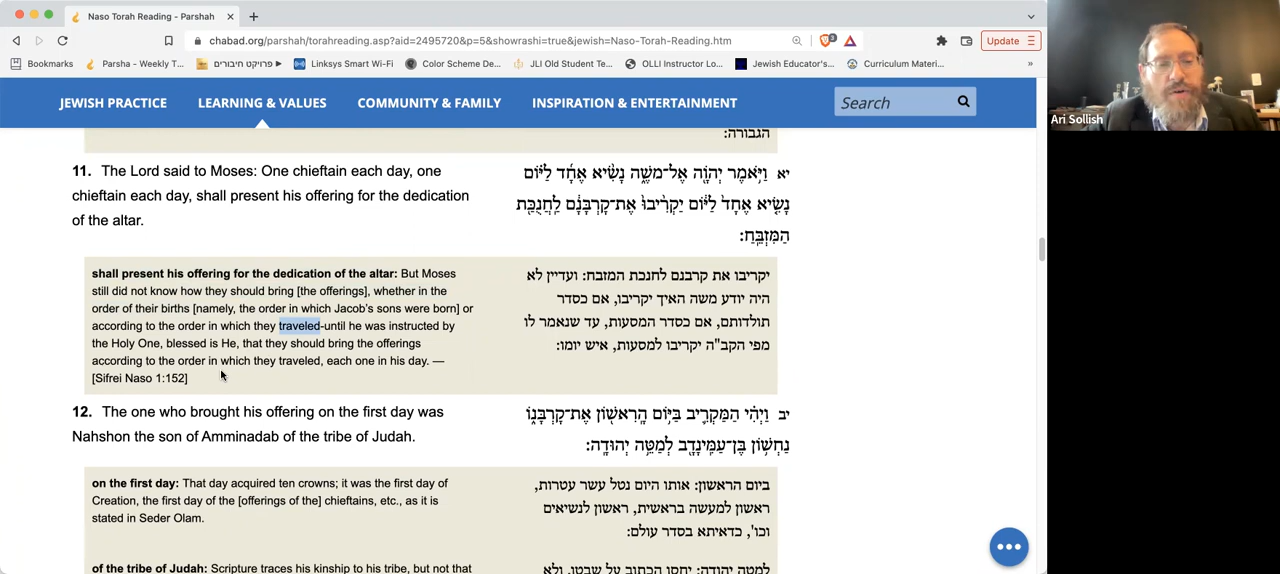 Naso Torah Reading - Parshah
chabad.org/parshah/torahreading.asp?aid=2495720&p=5&showrashi=true&jewish=Naso-Torah-Reading.htm
3
Update
Bookmarks
Parsha - Weekly T...
פרויקט חיבורים
Linksys Smart Wi-Fi
Color Scheme De...
JLI Old Student Te...
OLLI Instructor Lo...
Jewish Educator's...
Curriculum Materi...
JEWISH PRACTICE
LEARNING & VALUES
COMMUNITY & FAMILY
INSPIRATION & ENTERTAINMENT
Search
Ari Sollish
הגבורה:
11. The Lord said to Moses: One chieftain each day, one
chieftain each day, shall present his offering for the dedication
of the altar.
יא וַיֹּ֥אמֶר יְהֹוָ֖ה אֶל־משֶׁ֑ה נָשִׂ֨יא אֶחָ֜ד לַיּ֗וֹם
נָשִׂ֤יא אֶחָד֙ לַיּ֔וֹם יַקְרִ֨יבוּ֙ אֶת־קָרְבָּנָ֔ם לַֽחֲנֻכַּ֖ת
הַמִּזְבֵּֽחַ:
shall present his offering for the dedication of the altar: But Moses
still did not know how they should bring [the offerings], whether in the
order of their births [namely, the order in which Jacob's sons were born] or
according to the order in which they traveled-until he was instructed by
the Holy One, blessed is He, that they should bring the offerings
according to the order in which they traveled, each one in his day. —
[Sifrei Naso 1:152]
יקריבו את קרבנם לחנכת המזבח: ועדיין לא
היה יודע משה האיך יקריבו, אם כסדר
תולדותם, אם כסדר המסעות, עד שנאמר לו
מפי הקב"ה יקריבו למסעות, איש יומו:
12. The one who brought his offering on the first day was
Nahshon the son of Amminadab of the tribe of Judah.
יב וַיְהִ֗י הַמַּקְרִ֛יב בַּיּ֥וֹם הָֽרִאשׁ֖וֹן אֶת־קָרְבָּנ֑וֹ
נַחְשׁ֥וֹן בֶּן־עַמִּֽינָדָ֖ב לְמַטֵּ֥ה יְהוּדָֽה:
on the first day: That day acquired ten crowns; it was the first day of
Creation, the first day of the [offerings of the] chieftains, etc., as it is
stated in Seder Olam.
ביום הראשון: אותו היום נטל עשר עטרות,
ראשון למעשה בראשית, ראשון לנשיאים
וכו', כדאיתא בסדר עולם:
of the tribe of Judah: Scripture traces his kinship to his tribe, but not that
למטה יהודה: יחסו הכתוב על שבטו, ולא